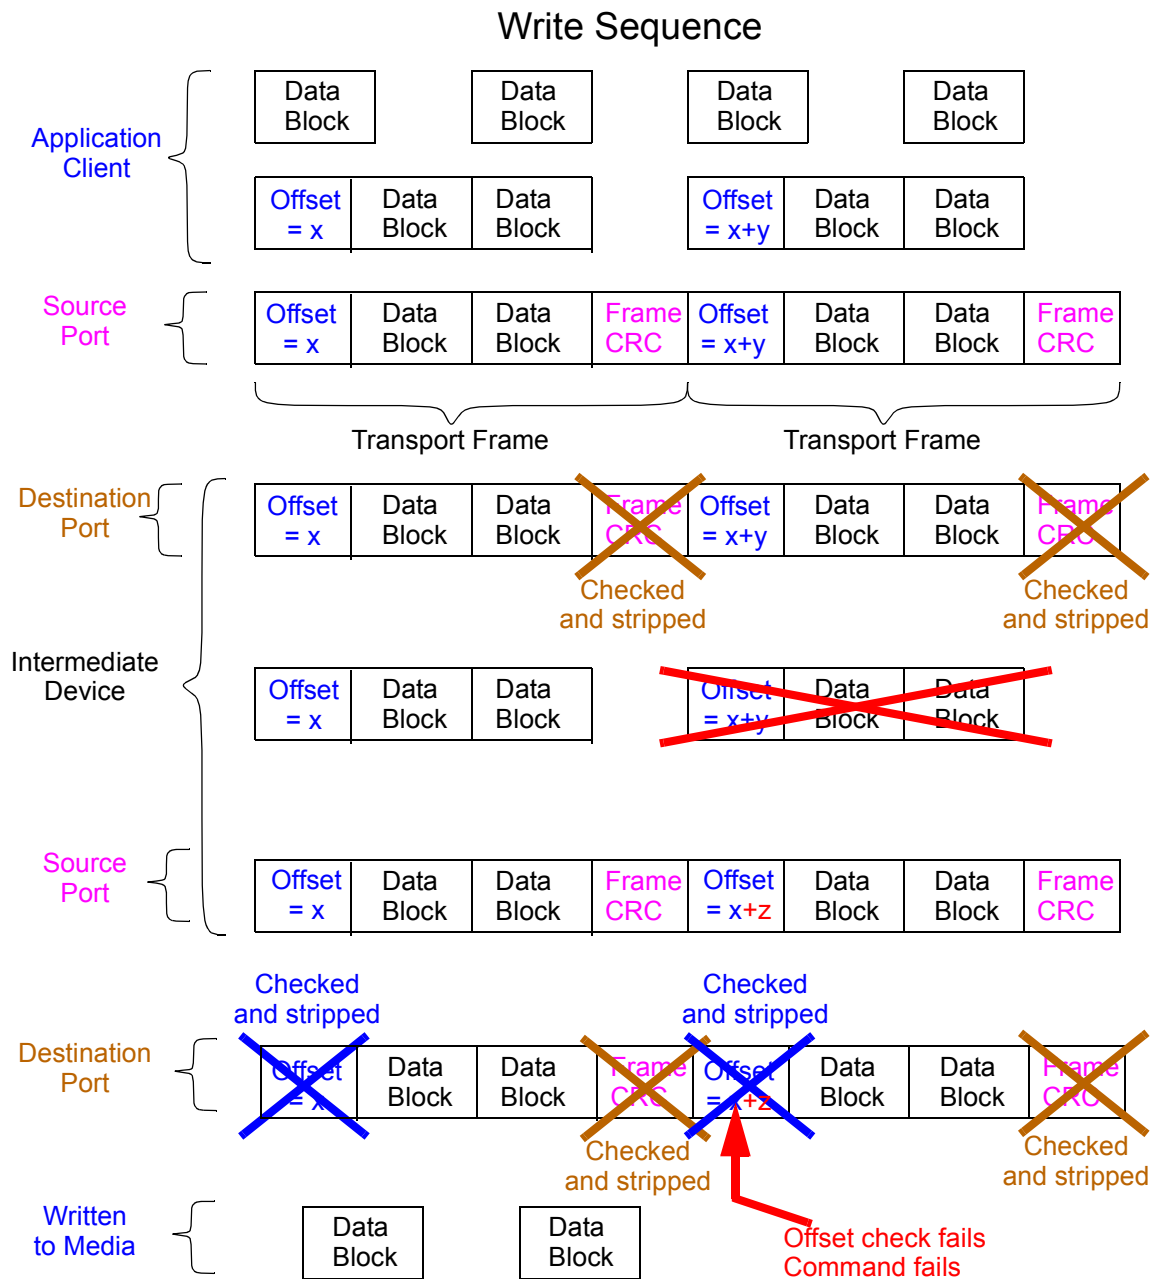 Write Sequence
Data Block
Data Block
Data Block
Data Block
Application Client
Offset = x
Data Block
Data Block
Offset = x+y
Data Block
Data Block
Source Port
Offset = x
Data Block
Data Block
Frame CRC
Offset = x+y
Data Block
Data Block
Frame CRC
Transport Frame
Transport Frame
Destination Port
Offset = x
Data Block
Data Block
Frame CRC
Offset = x+y
Data Block
Data Block
Frame CRC
Checked and stripped
Checked and stripped
Intermediate Device
Offset = x
Data Block
Data Block
Offset = x+y
Data Block
Data Block
Source Port
Offset = x
Data Block
Data Block
Frame CRC
Offset = x+z
Data Block
Data Block
Frame CRC
Checked and stripped
Checked and stripped
Destination Port
Offset = x
Data Block
Data Block
Frame CRC
Offset = x+z
Data Block
Data Block
Frame CRC
Checked and stripped
Checked and stripped
Written to Media
Data Block
Data Block
Offset check fails
Command fails